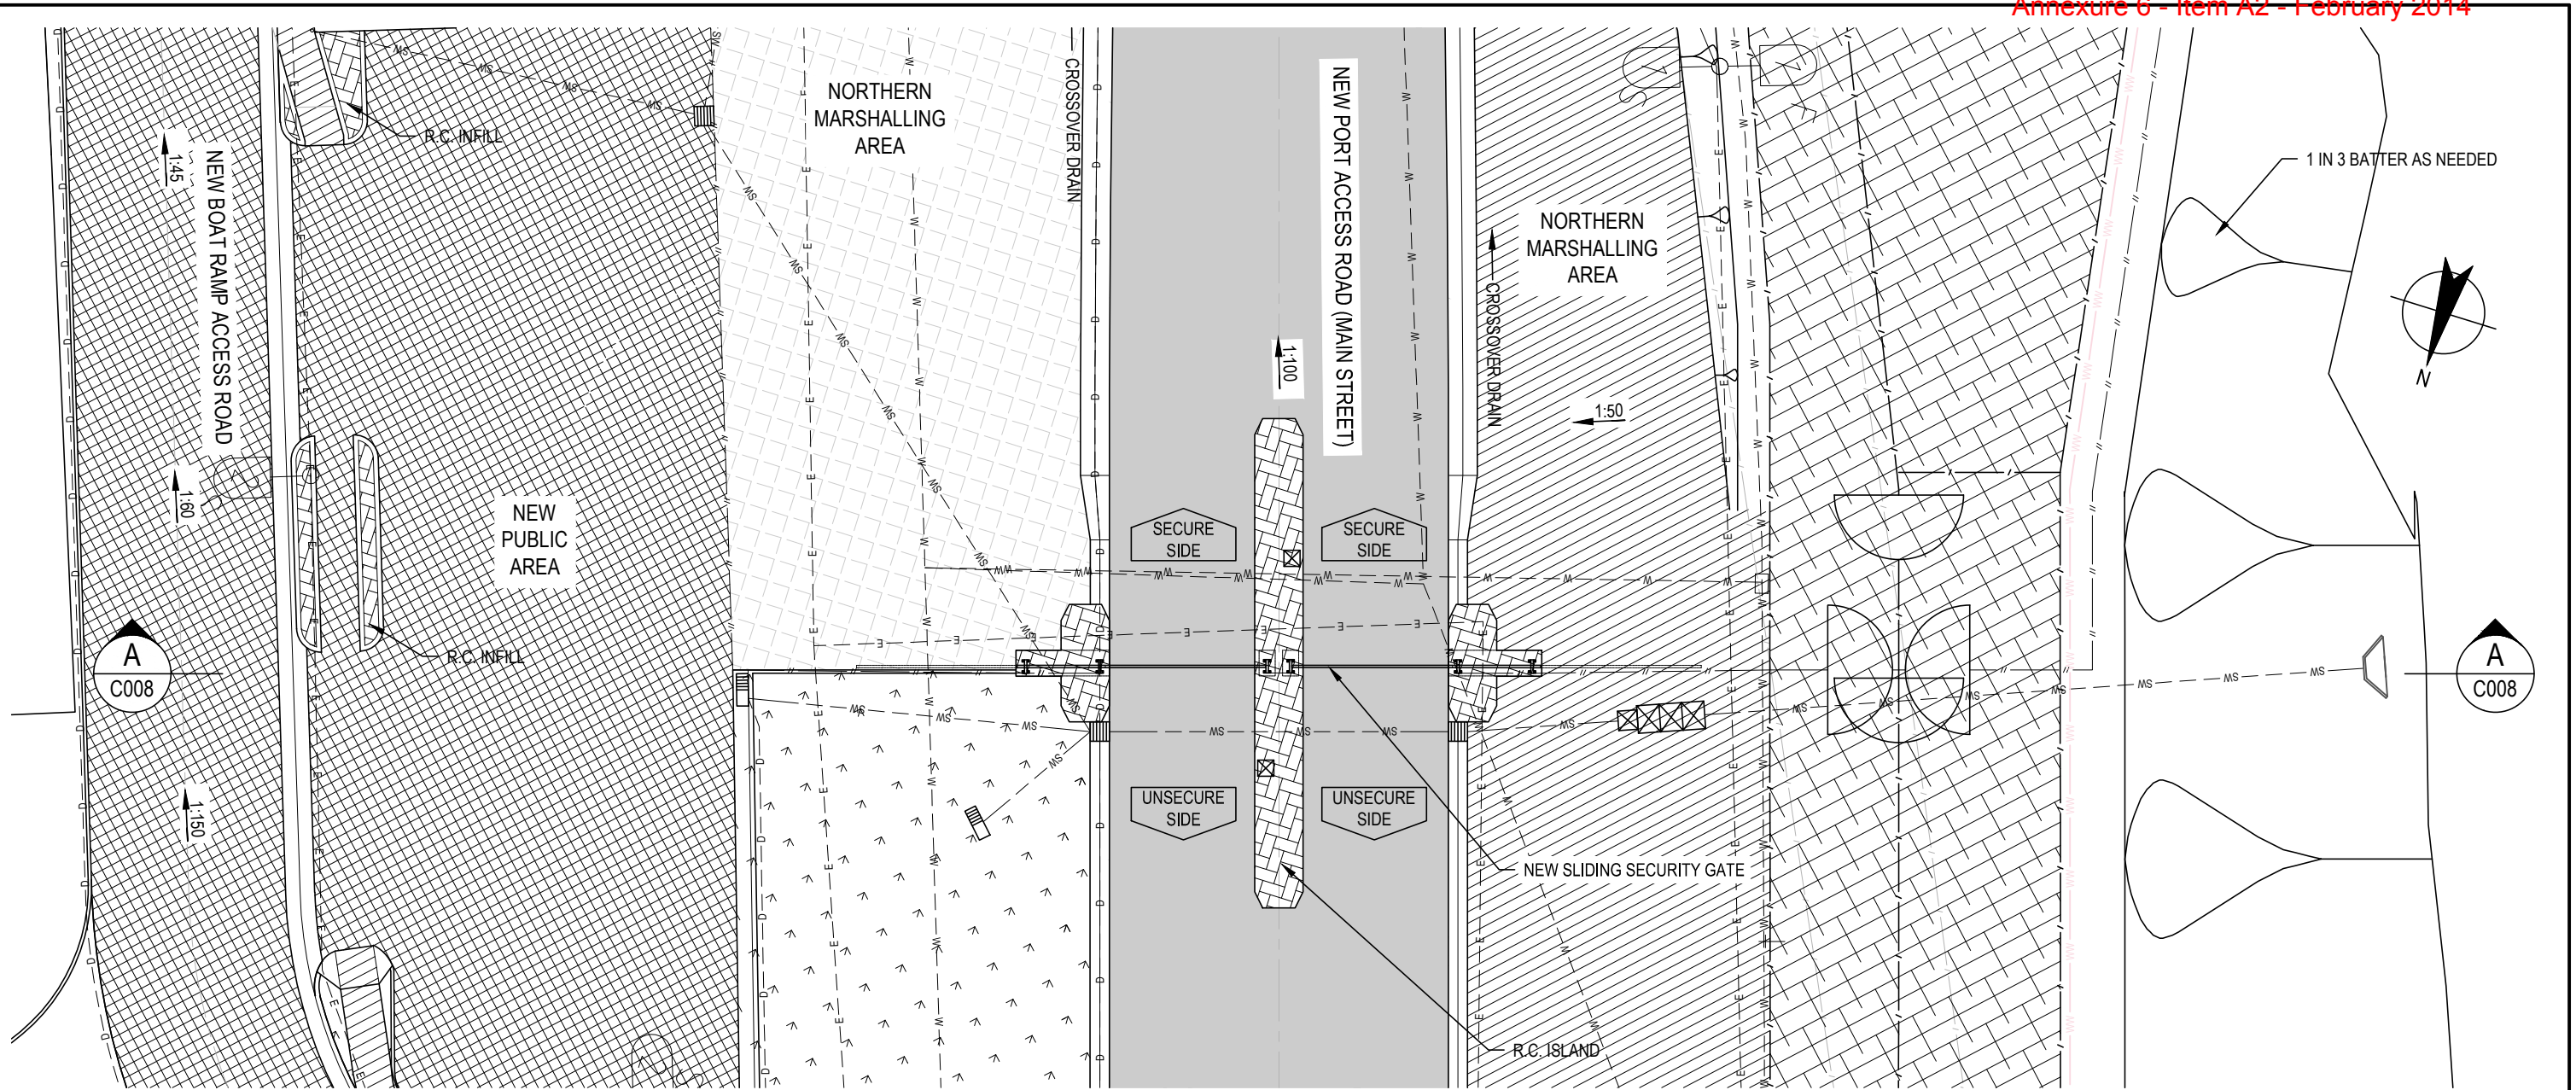 Annexure 6 - Item A2 - February 2014
R.C. INFILL
1:45
NEW BOAT RAMP ACCESS ROAD
1:60
1:150
NEW
PUBLIC
AREA
R.C. INFILL
A
C008
NORTHERN
MARSHALLING
AREA
CROSSOVER DRAIN
NEW PORT ACCESS ROAD (MAIN STREET)
1:100
SECURE
SIDE
SECURE
SIDE
UNSECURE
SIDE
UNSECURE
SIDE
CROSSOVER DRAIN
NORTHERN
MARSHALLING
AREA
1:50
NEW SLIDING SECURITY GATE
R.C. ISLAND
1 IN 3 BATTER AS NEEDED
N
A
C008